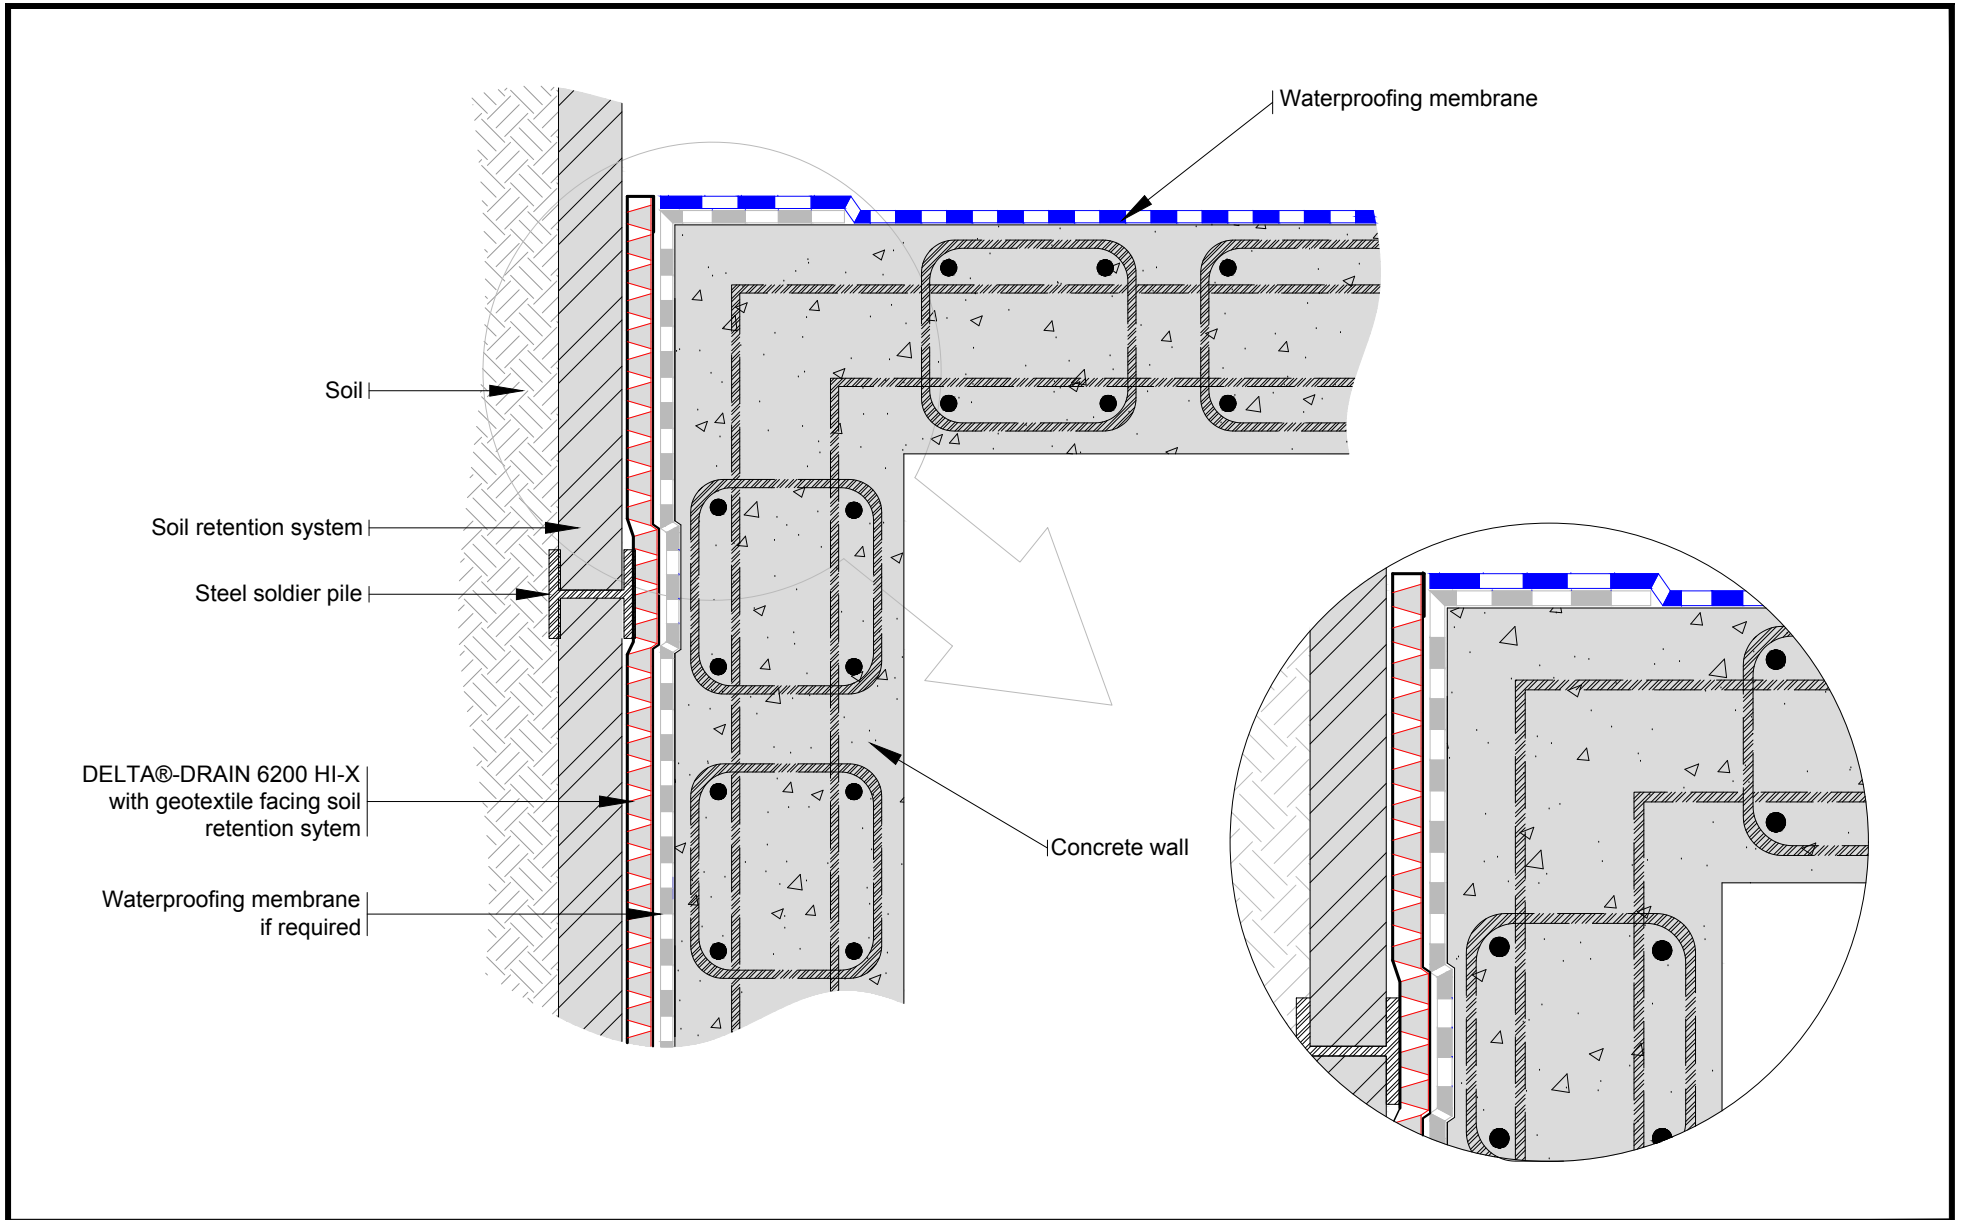 Waterproofing membrane
Soil
Soil retention system
Steel soldier pile
DELTA®-DRAIN 6200 HI-X
with geotextile facing soil
retention sytem
Concrete wall
Waterproofing membrane
if required